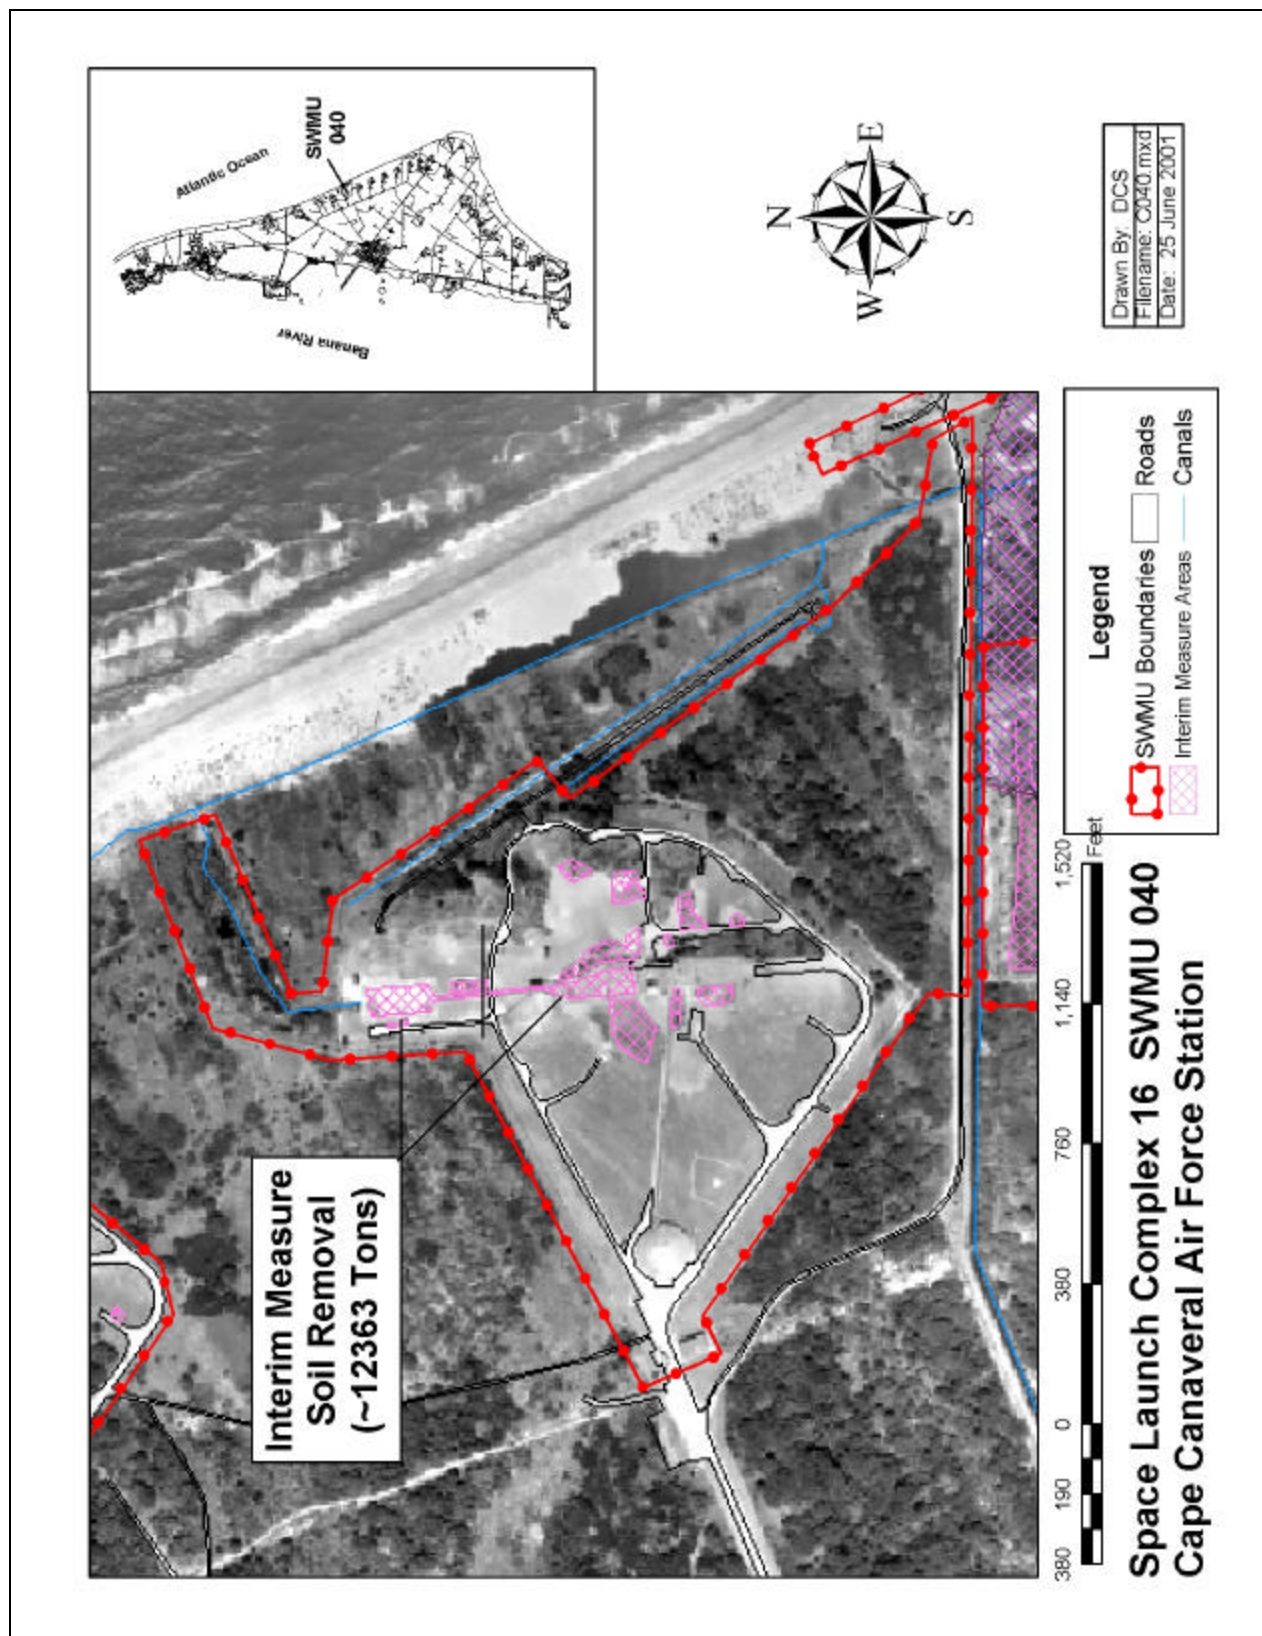 Atlantic Ocean
SWMU
040
Banana River
N
E
S
W
Drawn By: DCS
Filename: C040.mxd
Date: 25 June 2001
Interim Measure
Soil Removal
(~12363 Tons)
Legend
SWMU Boundaries
Roads
Interim Measure Areas
Canals
380 190 0 380 760 1,140 1,520
Feet
Space Launch Complex 16 SWMU 040
Cape Canaveral Air Force Station